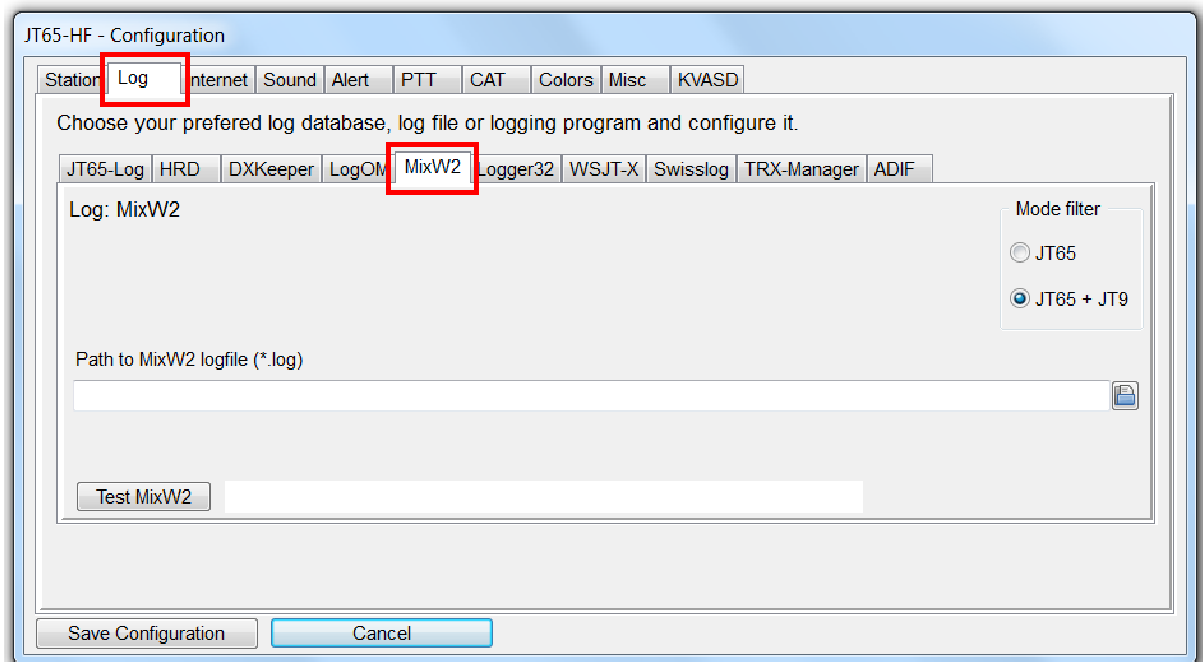 JT65-HF - Configuration
Station Log Internet Sound Alert PTT CAT Colors Misc KVASD
Choose your prefered log database, log file or logging program and configure it.
JT65-Log HRD DXKeeper LogOM MixW2 Logger32 WSJT-X Swisslog TRX-Manager ADIF
Log: MixW2
Mode filter
JT65
JT65 + JT9
Path to MixW2 logfile (*.log)
Test MixW2
Save Configuration Cancel